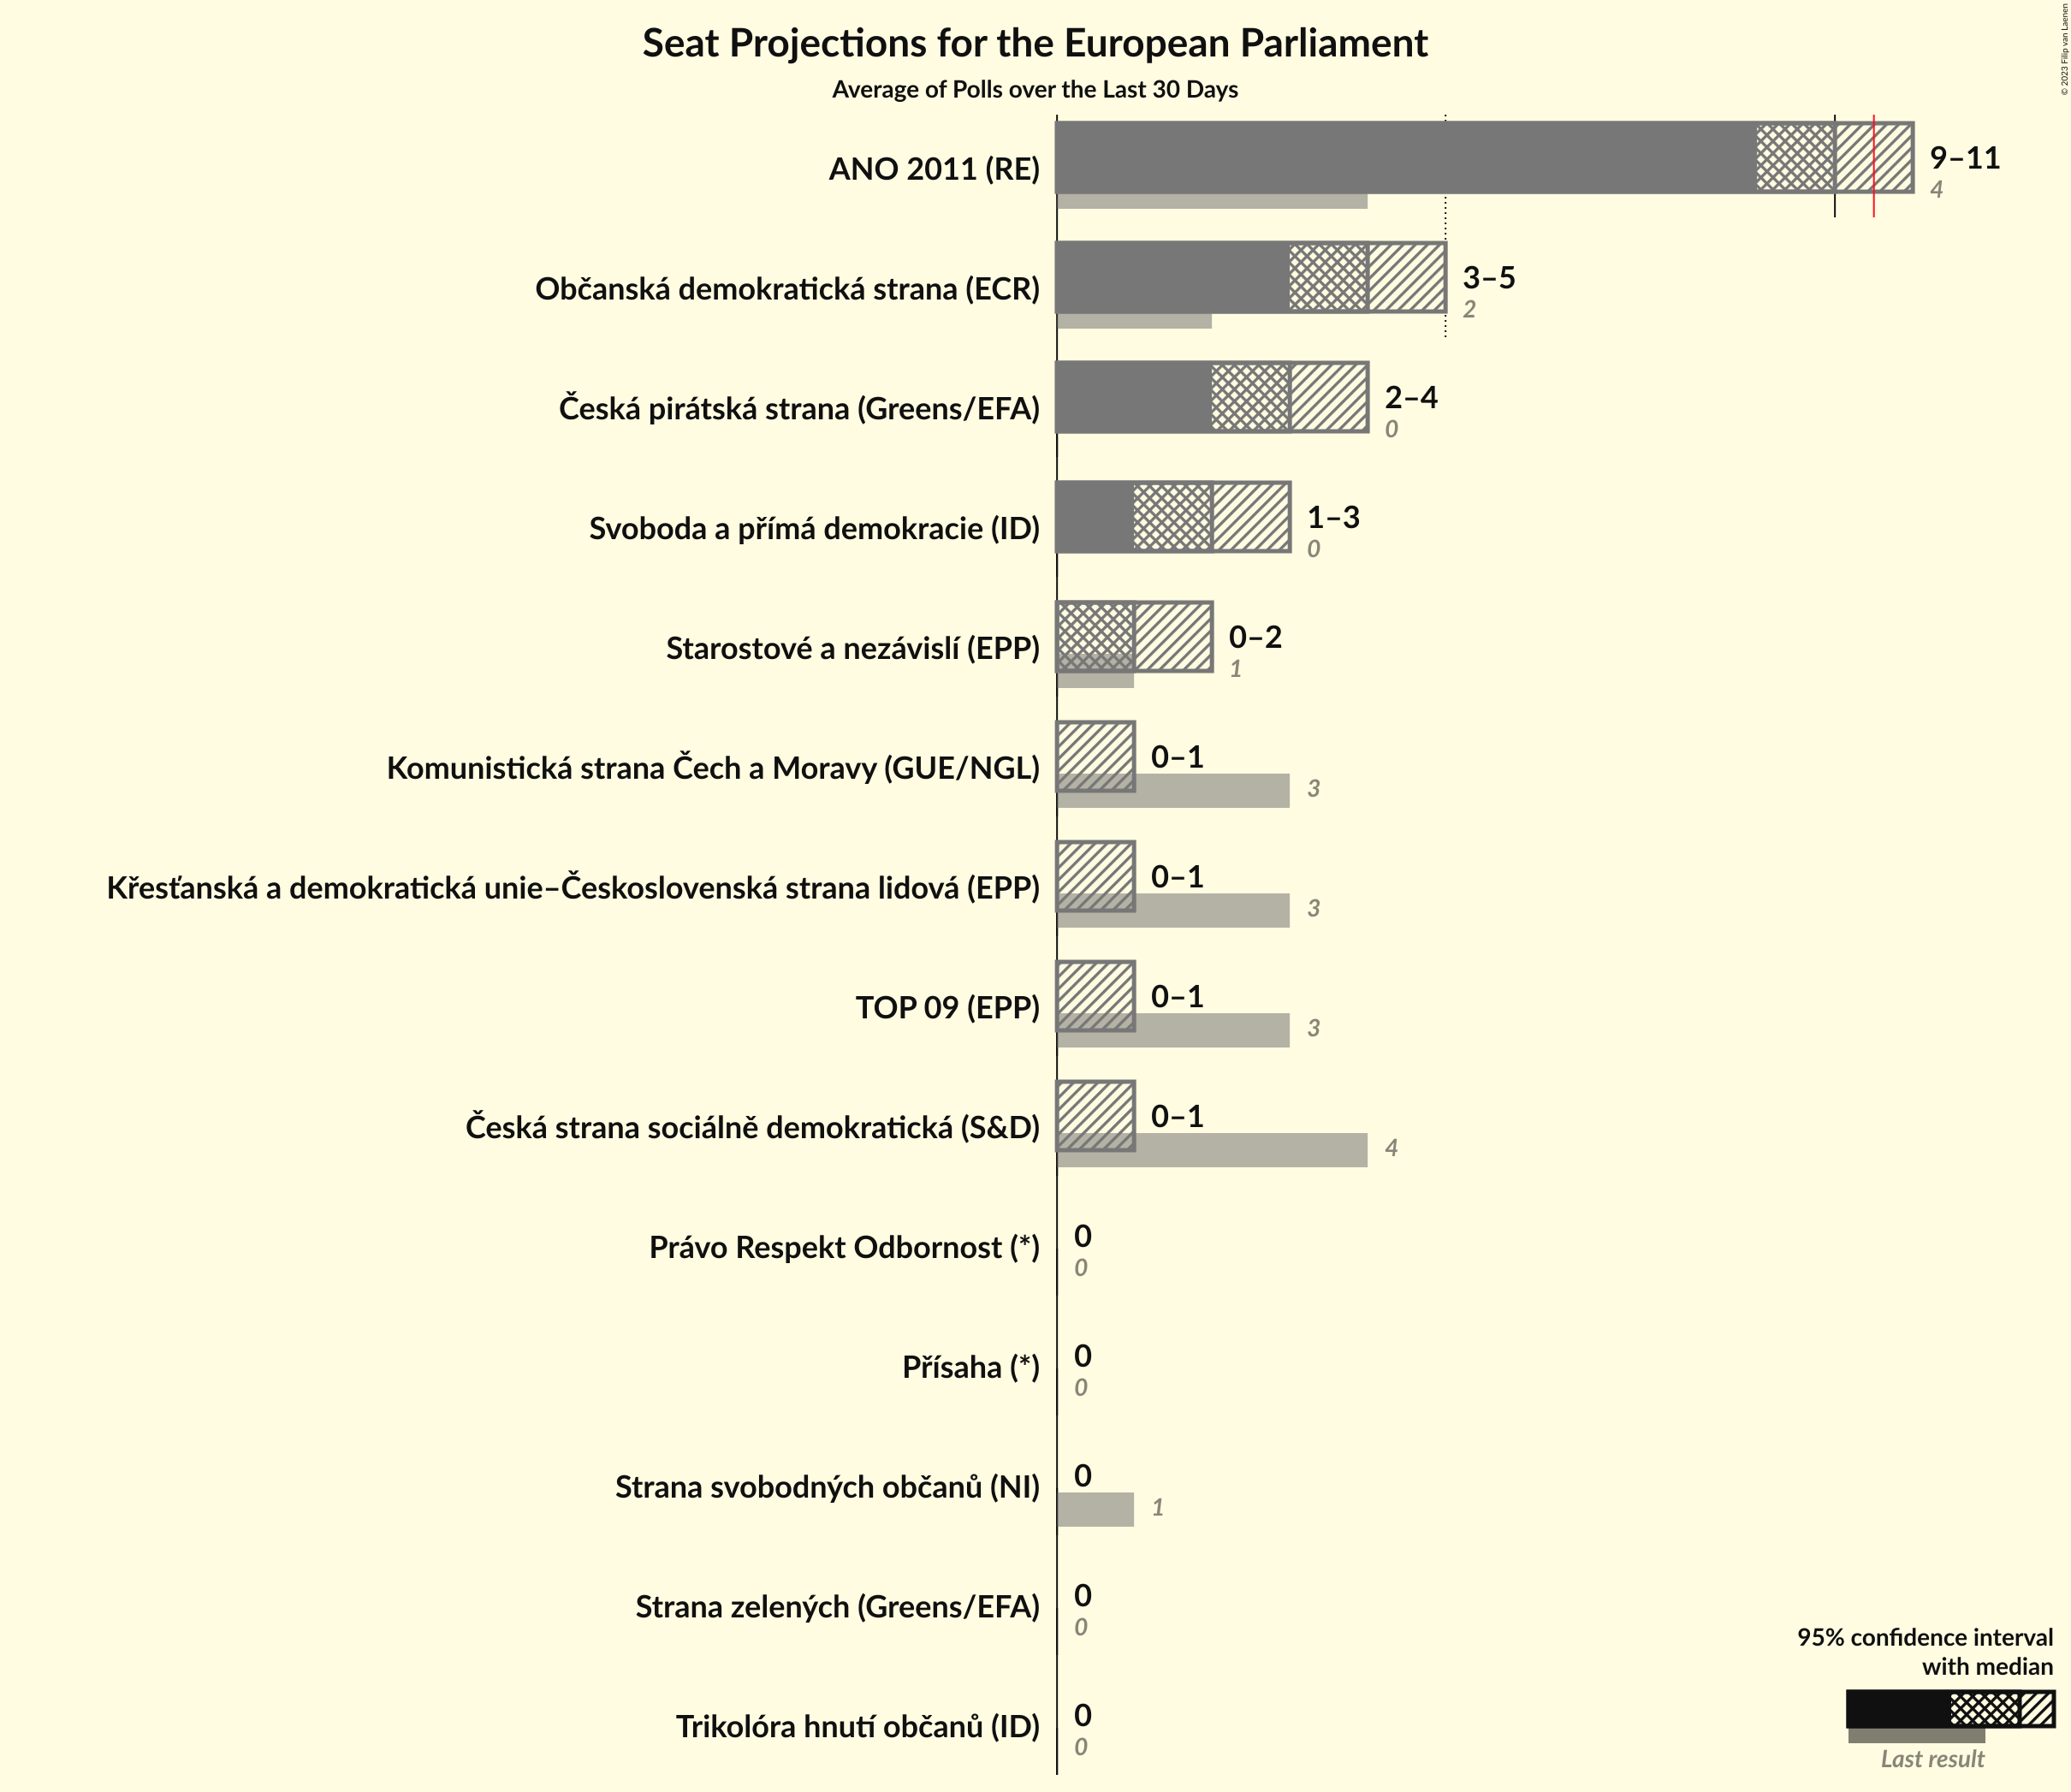 Seat Projections for the European Parliament
Average of Polls over the Last 30 Days
© 2023 Filip van Laenen
ANO 2011 (RE)
9–11
4
Občanská demokratická strana (ECR)
3–5
2
Česká pirátská strana (Greens/EFA)
2–4
0
Svoboda a přímá demokracie (ID)
1–3
0
Starostové a nezávislí (EPP)
0–2
1
Komunistická strana Čech a Moravy (GUE/NGL)
0–1
3
Křesťanská a demokratická unie–Československá strana lidová (EPP)
0–1
3
TOP 09 (EPP)
0–1
3
Česká strana sociálně demokratická (S&D)
0–1
4
Právo Respekt Odbornost (*)
0
0
Přísaha (*)
0
0
Strana svobodných občanů (NI)
0
1
Strana zelených (Greens/EFA)
0
0
Trikolóra hnutí občanů (ID)
0
0
95% confidence interval
with median
Last result